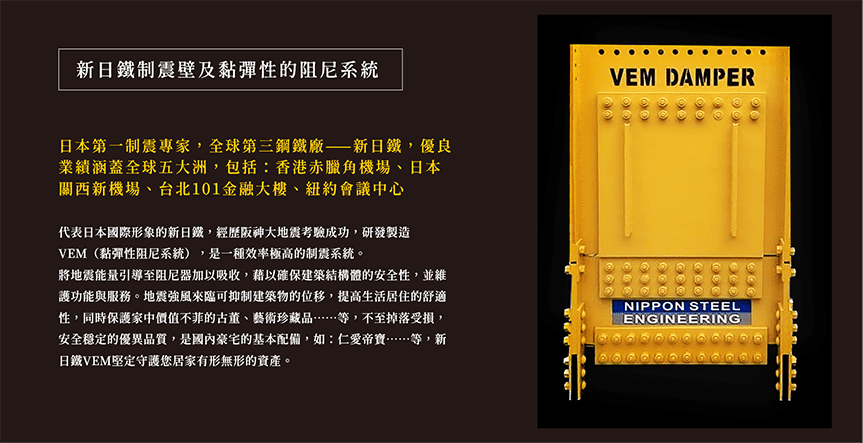 新日鐵制震壁及黏彈性的阻尼系統
日本第一制震專家，全球第三鋼鐵廠——新日鐵，優良
業績涵蓋全球五大洲，包括：香港赤臘角機場、日本
關西新機場、台北101金融大樓、紐約會議中心
代表日本國際形象的新日鐵，經歷阪神大地震考驗成功，研發製造
VEM（黏彈性阻尼系統），是一種效率極高的制震系統。
將地震能量引導至阻尼器加以吸收，藉以確保建築結構體的安全性，並維
護功能與服務。地震強風來臨可抑制建築物的位移，提高生活居住的舒適
性，同時保護家中價值不菲的古董、藝術珍藏品⋯⋯等，不至掉落受損，
安全穩定的優異品質，是國內豪宅的基本配備，如：仁愛帝寶⋯⋯等，新
日鐵VEM堅定守護您居家有形無形的資產。
VEM DAMPER
NIPPON STEEL
ENGINEERING